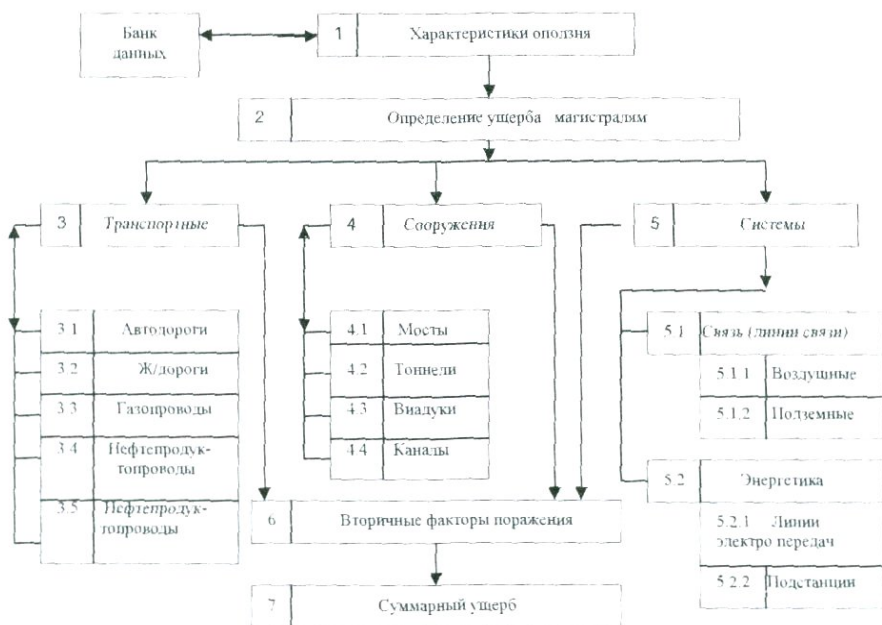 Банк
данных
1 Характеристики оползня
2 Определение ущерба магистралям
3 Транспортные
4 Сооружения
5 Системы
3.1 Автодороги
3.2 Ж/дороги
3.3 Газопроводы
3.4 Нефтепродук-
топроводы
3.5 Нефтепродук-
топроводы
4.1 Мосты
4.2 Тоннели
4.3 Виадуки
4.4 Каналы
5.1 Связь (линии связи)
5.1.1 Воздушные
5.1.2 Подземные
5.2 Энергетика
5.2.1 Линии
электро передач
5.2.2 Подстанции
6 Вторичные факторы поражения
7 Суммарный ущерб